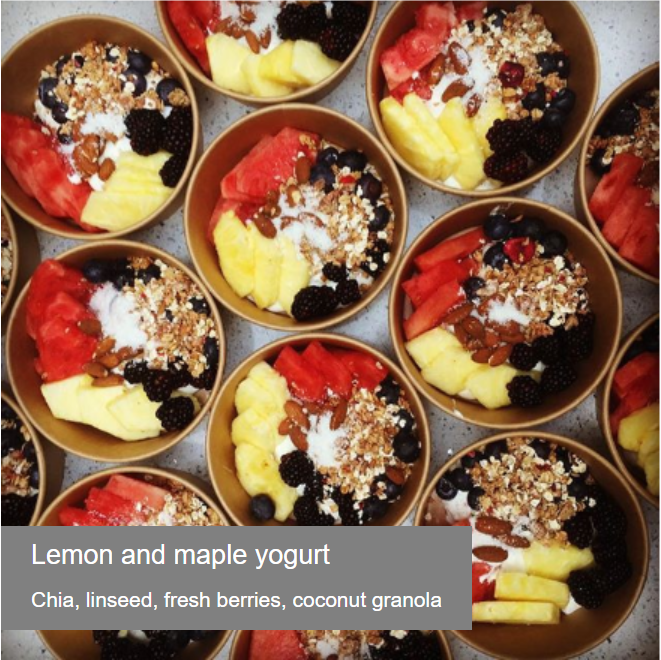 Lemon and maple yogurt
Chia, linseed, fresh berries, coconut granola